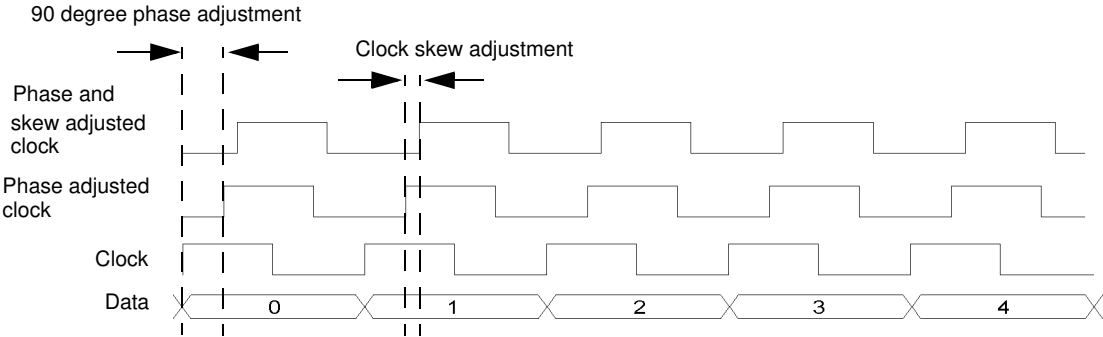 90 degree phase adjustment
Clock skew adjustment
Phase and
skew adjusted
clock
Phase adjusted
clock
Clock
Data
0 1 2 3 4